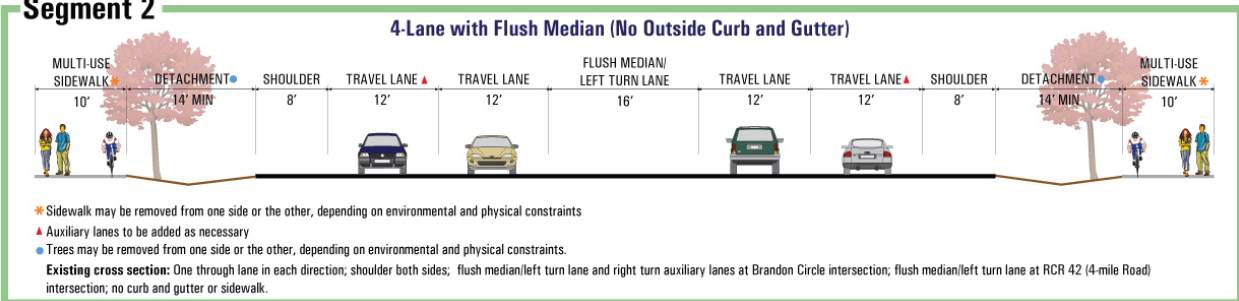 Segment 2
4-Lane with Flush Median (No Outside Curb and Gutter)
MULTI-USE
SIDEWALK*
10'
DETACHMENT●
14' MIN
SHOULDER
8'
TRAVEL LANE ▲
12'
TRAVEL LANE
12'
FLUSH MEDIAN/
LEFT TURN LANE
16'
TRAVEL LANE
12'
TRAVEL LANE ▲
12'
SHOULDER
8'
DETACHMENT●
14' MIN
MULTI-USE
SIDEWALK *
10'
* Sidewalk may be removed from one side or the other, depending on environmental and physical constraints
▲ Auxiliary lanes to be added as necessary
● Trees may be removed from one side or the other, depending on environmental and physical constraints.
Existing cross section: One through lane in each direction; shoulder both sides; flush median/left turn lane and right turn auxiliary lanes at Brandon Circle intersection; flush median/left turn lane at RCR 42 (4-mile Road)
intersection; no curb and gutter or sidewalk.